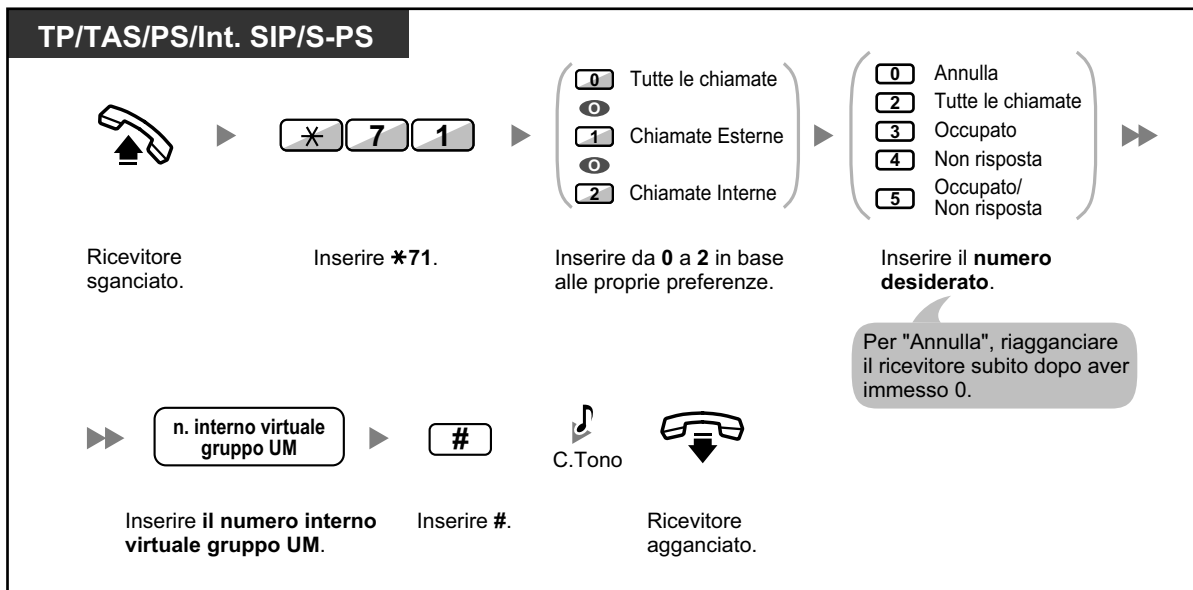 TP/TAS/PS/Int. SIP/S-PS
* 7 1
0 Tutte le chiamate
O
1 Chiamate Esterne
O
2 Chiamate Interne
0 Annulla
2 Tutte le chiamate
3 Occupato
4 Non risposta
5 Occupato/
Non risposta
Ricevitore
sganciato.
Inserire *71.
Inserire da 0 a 2 in base
alle proprie preferenze.
Inserire il numero
desiderato.
Per "Annulla", riagganciare
il ricevitore subito dopo aver
immesso 0.
n. interno virtuale
gruppo UM
#
C.Tono
Inserire il numero interno
virtuale gruppo UM.
Inserire #.
Ricevitore
agganciato.